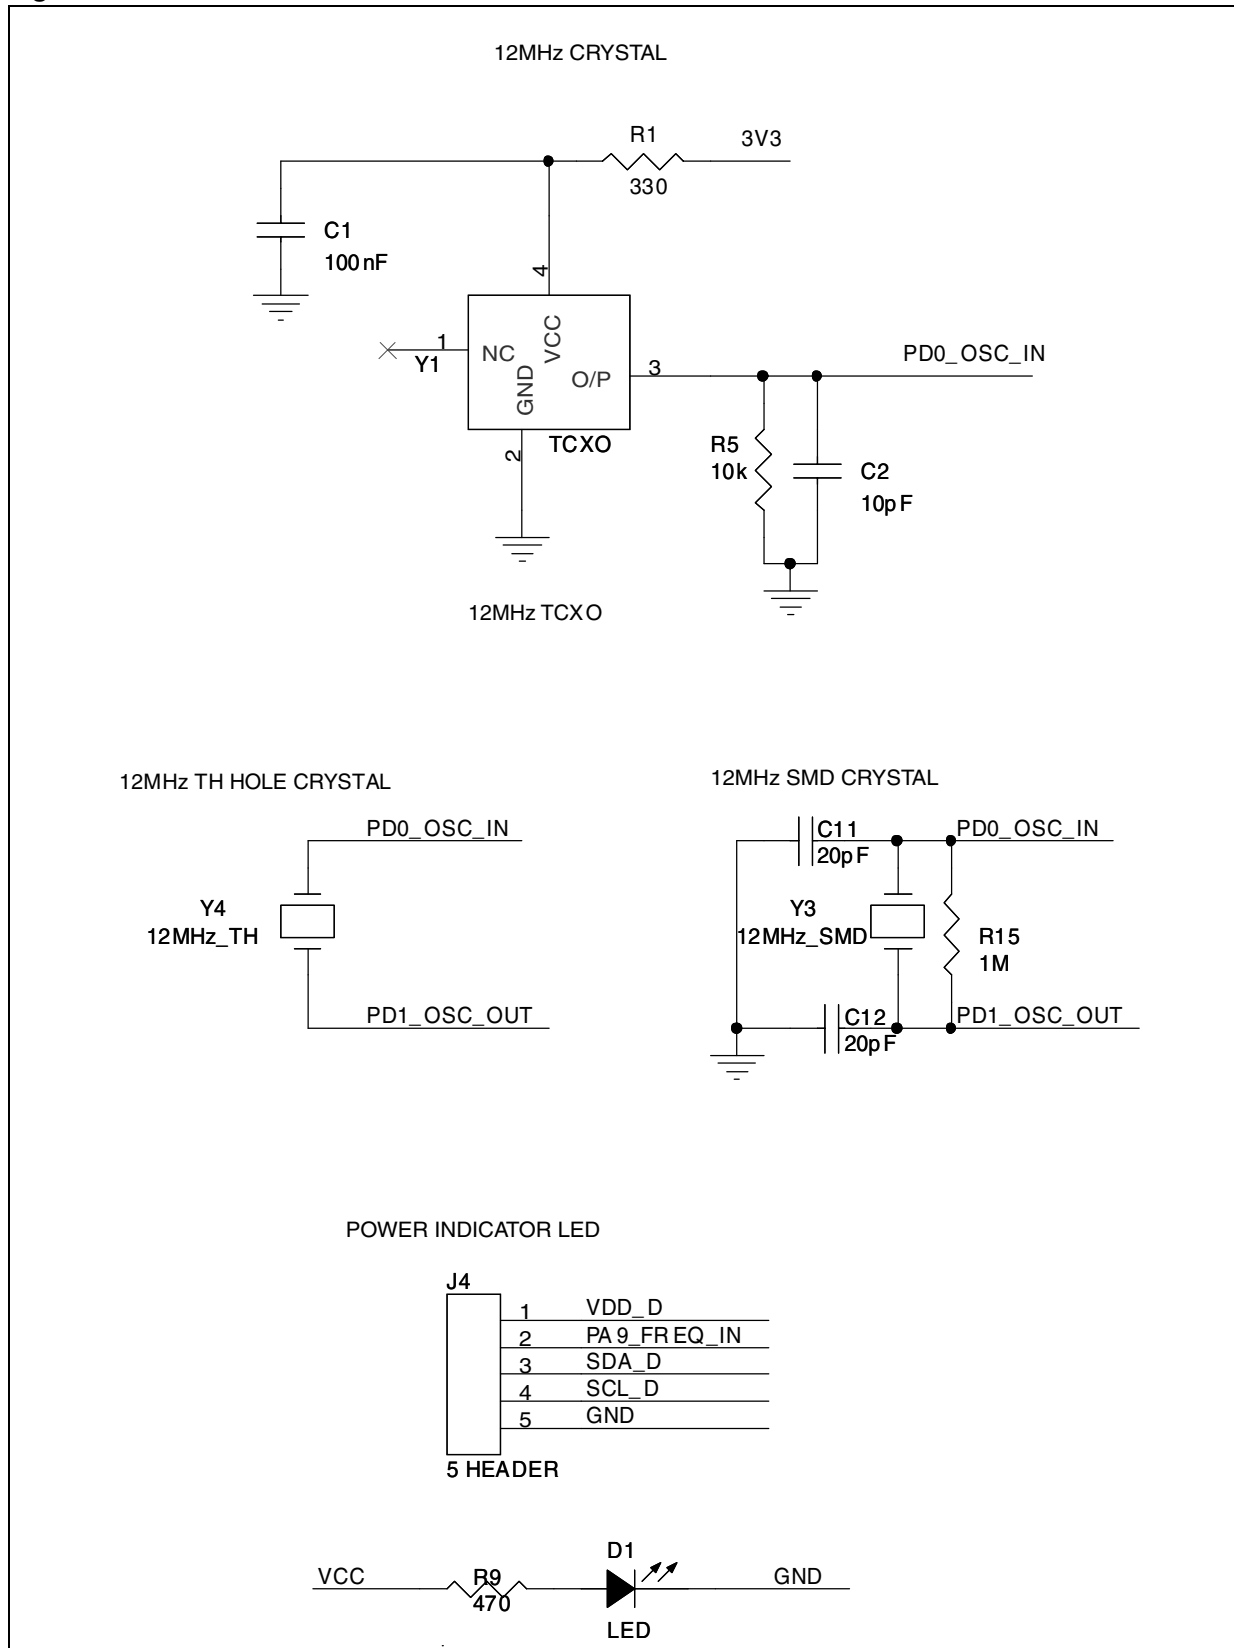 12MHz CRYSTAL
R1
3V3
330
C1
100nF
4
1
Y1
NC
VCC
GND
O/P
3
PD0_OSC_IN
TCXO
2
R5
10k
C2
10pF
12MHz TCXO
12MHz TH HOLE CRYSTAL
PD0_OSC_IN
Y4
12MHz_TH
PD1_OSC_OUT
12MHz SMD CRYSTAL
C11
20pF
PD0_OSC_IN
Y3
12MHz_SMD
R15
1M
C12
20pF
PD1_OSC_OUT
POWER INDICATOR LED
J4
1 VDD_D
2 PA9_FREQ_IN
3 SDA_D
4 SCL_D
5 GND
5 HEADER
D1
VCC
R9
470
GND
LED